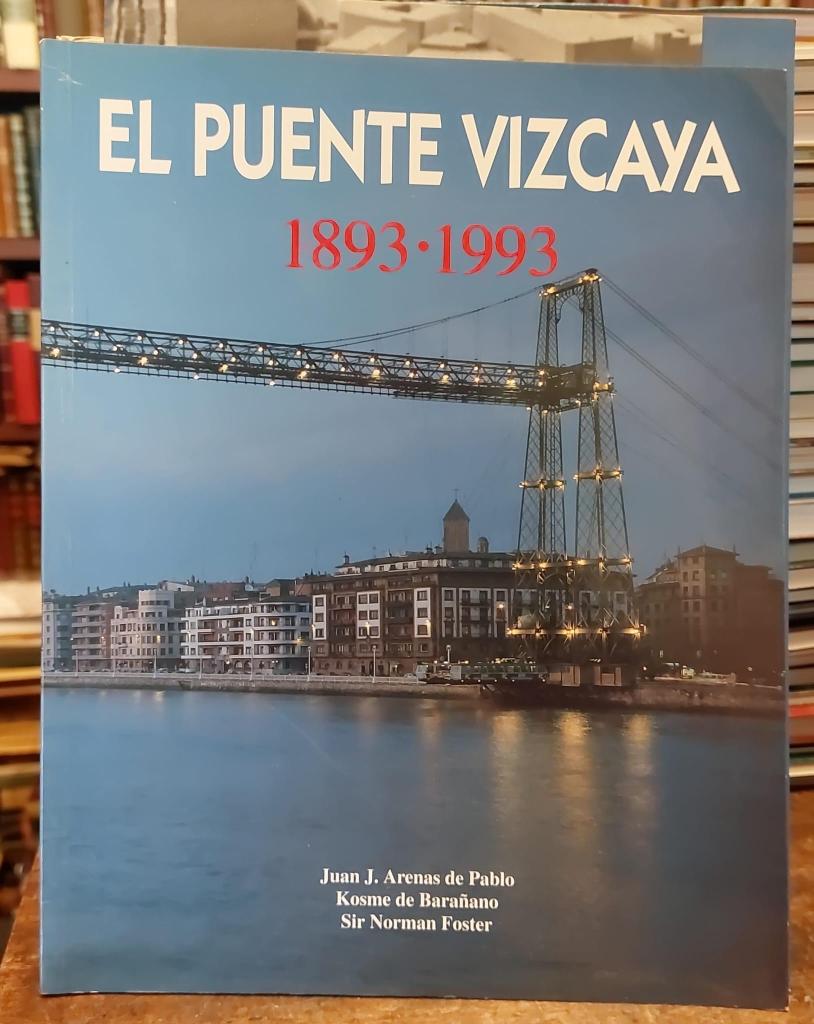 EL PUENTE VIZCAYA
1893·1993
Juan J. Arenas de Pablo
Kosme de Barañano
Sir Norman Foster